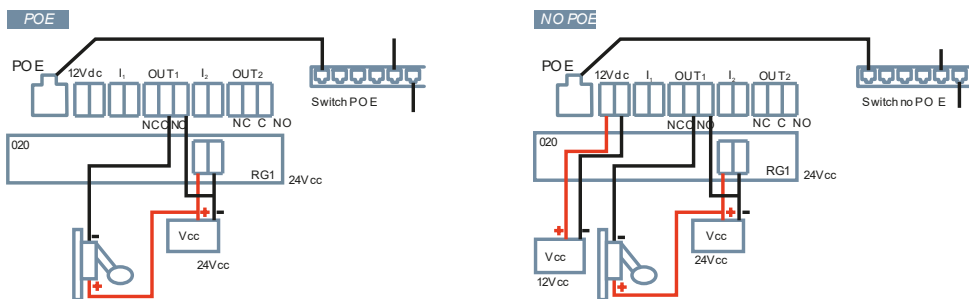 POE
POE 12Vdc I1 OUT1 I2 OUT2
Switch POE
NC C NO NC C NO
020
RG1 24Vcc
+ -
Vcc
24Vcc
-
+
NO POE
POE 12Vdc I1 OUT1 I2 OUT2
Switch no POE
NC C NO NC C NO
020
RG1 24Vcc
+ -
+ - -
Vcc
24Vcc
Vcc
12Vcc
+